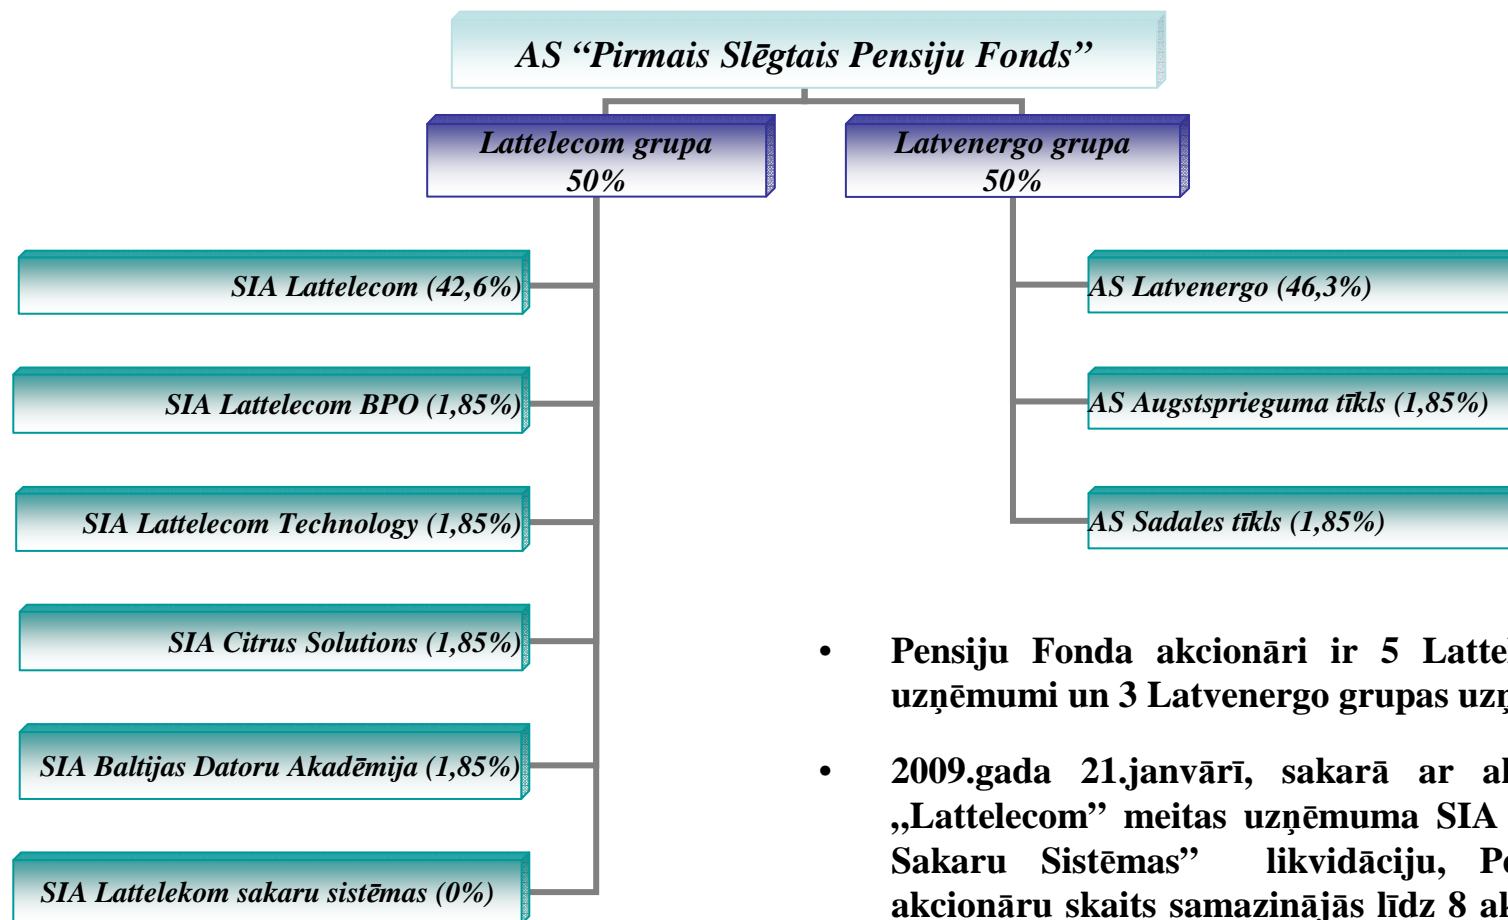 AS “Pirmais Slēgtais Pensiju Fonds”
Lattelecom grupa
50%
Latvenergo grupa
50%
SIA Lattelecom (42,6%)
SIA Lattelecom BPO (1,85%)
SIA Lattelecom Technology (1,85%)
SIA Citrus Solutions (1,85%)
SIA Baltijas Datoru Akadēmija (1,85%)
SIA Lattelekom sakaru sistēmas (0%)
AS Latvenergo (46,3%)
AS Augstsprieguma tīkls (1,85%)
AS Sadales tīkls (1,85%)
• Pensiju Fonda akcionāri ir 5
uzņēmumi un 3 Latvenergo grupas
• 2009.gada 21.janvārī, sakarā ar
„Lattelecom” meitas uzņēmuma SIA
Sakaru Sistēmas” likvidāciju,
akcionāru skaits samazinājās līdz 8